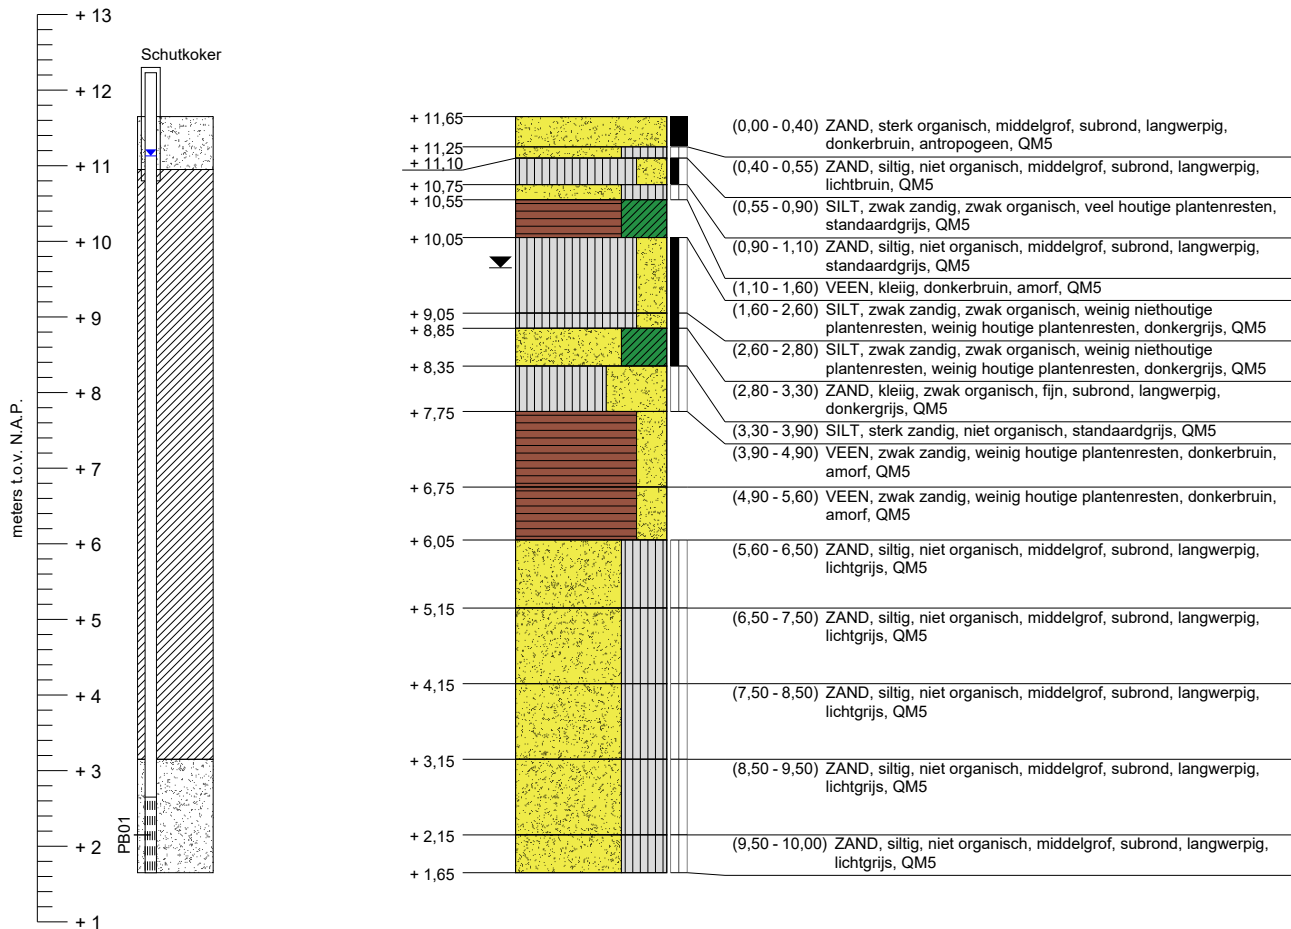 + 13
+ 12
+ 11
+ 10
+ 9
+ 8
+ 7
+ 6
+ 5
+ 4
+ 3
+ 2
+ 1
meters t.o.v. N.A.P.
Schutkoker
PB01
+ 11,65
+ 11,25
+ 11,10
+ 10,75
+ 10,55
+ 10,05
+ 9,05
+ 8,85
+ 8,35
+ 7,75
+ 6,75
+ 6,05
+ 5,15
+ 4,15
+ 3,15
+ 2,15
+ 1,65
(0,00 - 0,40) ZAND, sterk organisch, middelgrof, subrond, langwerpig,
donkerbruin, antropogeen, QM5
(0,40 - 0,55) ZAND, siltig, niet organisch, middelgrof, subrond, langwerpig,
lichtbruin, QM5
(0,55 - 0,90) SILT, zwak zandig, zwak organisch, veel houtige plantenresten,
standaardgrijs, QM5
(0,90 - 1,10) ZAND, siltig, niet organisch, middelgrof, subrond, langwerpig,
standaardgrijs, QM5
(1,10 - 1,60) VEEN, kleiig, donkerbruin, amorf, QM5
(1,60 - 2,60) SILT, zwak zandig, zwak organisch, weinig niethoutige
plantenresten, weinig houtige plantenresten, donkergrijs, QM5
(2,60 - 2,80) SILT, zwak zandig, zwak organisch, weinig niethoutige
plantenresten, weinig houtige plantenresten, donkergrijs, QM5
(2,80 - 3,30) ZAND, kleiig, zwak organisch, fijn, subrond, langwerpig,
donkergrijs, QM5
(3,30 - 3,90) SILT, sterk zandig, niet organisch, standaardgrijs, QM5
(3,90 - 4,90) VEEN, zwak zandig, weinig houtige plantenresten, donkerbruin,
amorf, QM5
(4,90 - 5,60) VEEN, zwak zandig, weinig houtige plantenresten, donkerbruin,
amorf, QM5
(5,60 - 6,50) ZAND, siltig, niet organisch, middelgrof, subrond, langwerpig,
lichtgrijs, QM5
(6,50 - 7,50) ZAND, siltig, niet organisch, middelgrof, subrond, langwerpig,
lichtgrijs, QM5
(7,50 - 8,50) ZAND, siltig, niet organisch, middelgrof, subrond, langwerpig,
lichtgrijs, QM5
(8,50 - 9,50) ZAND, siltig, niet organisch, middelgrof, subrond, langwerpig,
lichtgrijs, QM5
(9,50 - 10,00) ZAND, siltig, niet organisch, middelgrof, subrond, langwerpig,
lichtgrijs, QM5